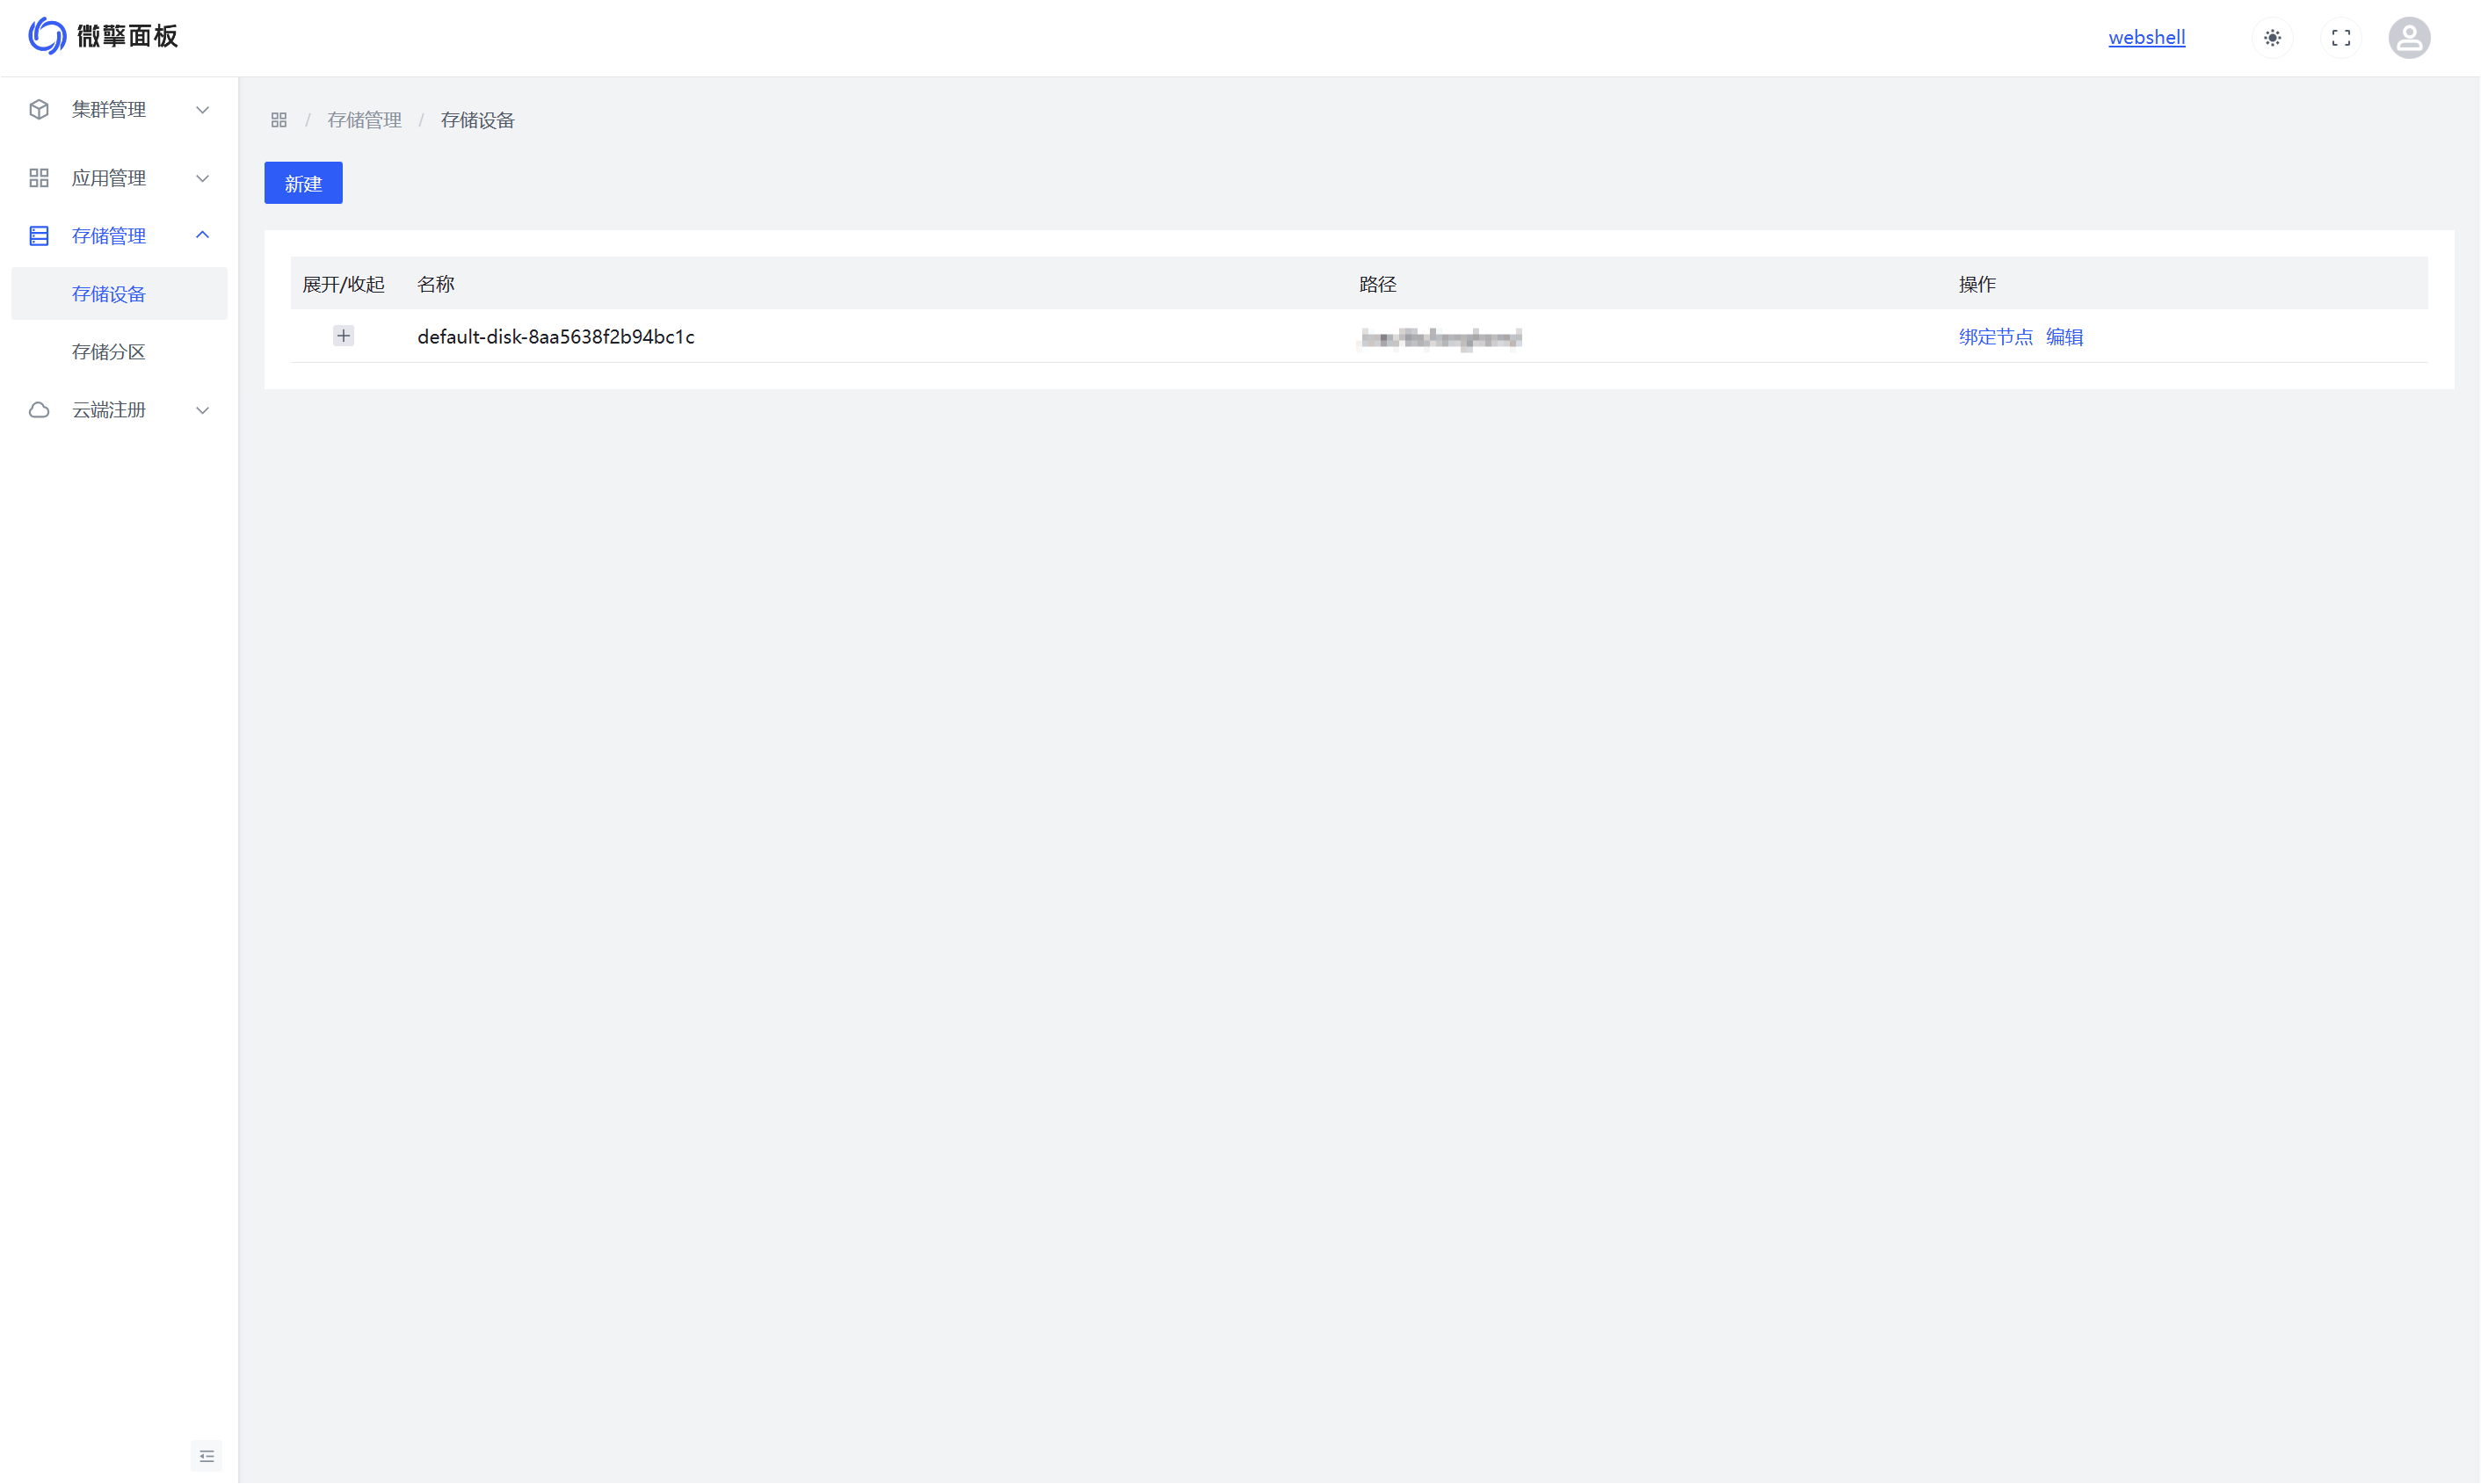 微擎面板
webshell
集群管理
应用管理
存储管理
存储设备
存储分区
云端注册
/ 存储管理 / 存储设备
新建
展开/收起 名称 路径 操作
default-disk-8aa5638f2b94bc1c 绑定节点 编辑